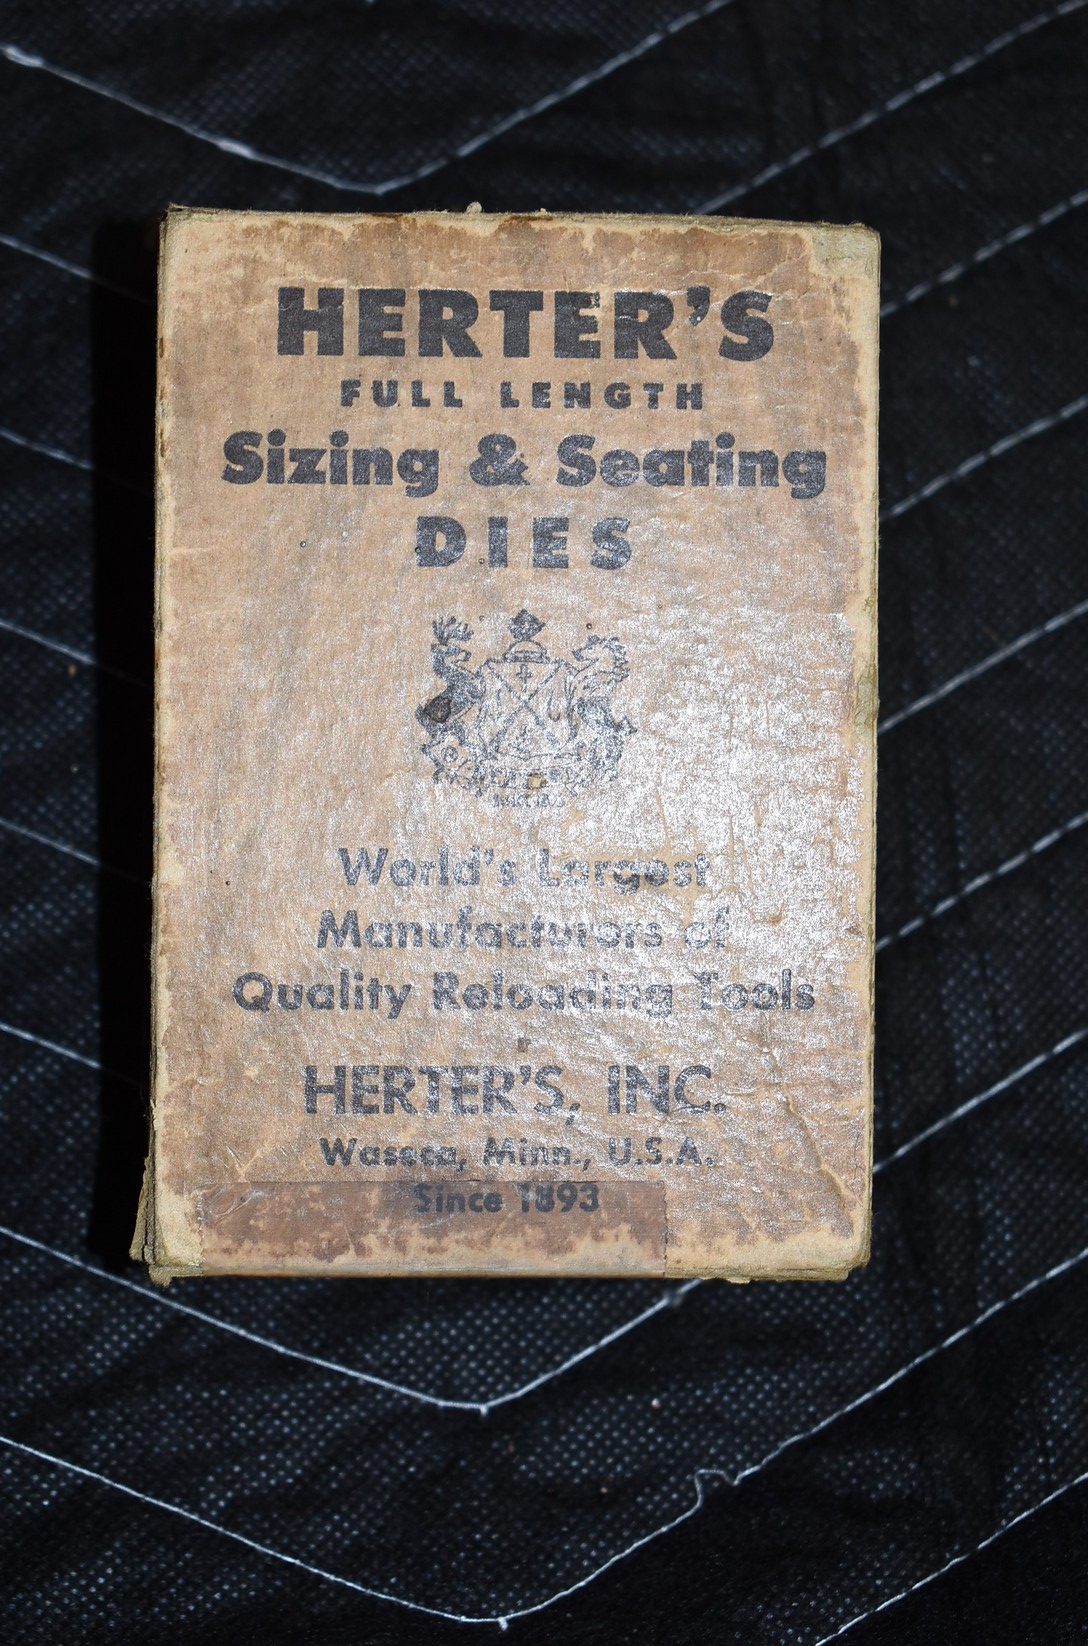 HERTER'S
FULL LENGTH
Sizing & Seating
DIES
World's Largest
Manufacturers of
Quality Reloading Tools
HERTER'S, INC.
Waseca, Minn., U.S.A.
Since 1893